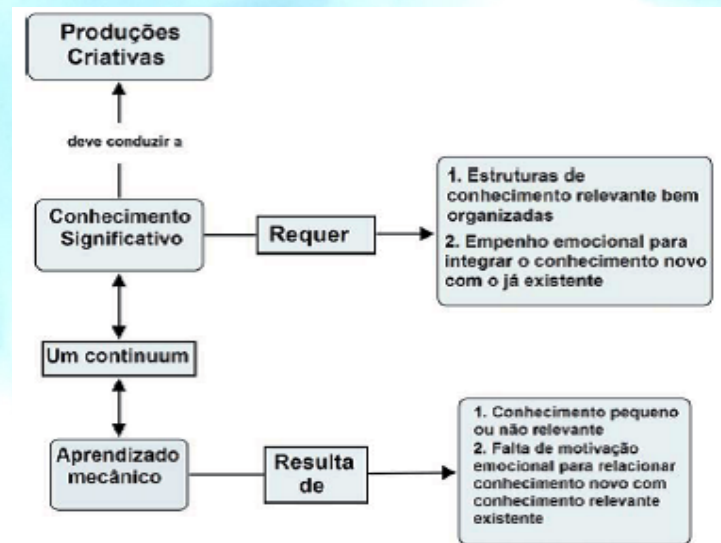 Produções
Criativas
deve conduzir a
Conhecimento
Significativo
Requer
1. Estruturas de
conhecimento relevante bem
organizadas
2. Empenho emocional para
integrar o conhecimento novo
com o já existente
Um continuum
Aprendizado
mecânico
Resulta
de
1. Conhecimento pequeno
ou não relevante
2. Falta de motivação
emocional para relacionar
conhecimento novo com
conhecimento relevante
existente